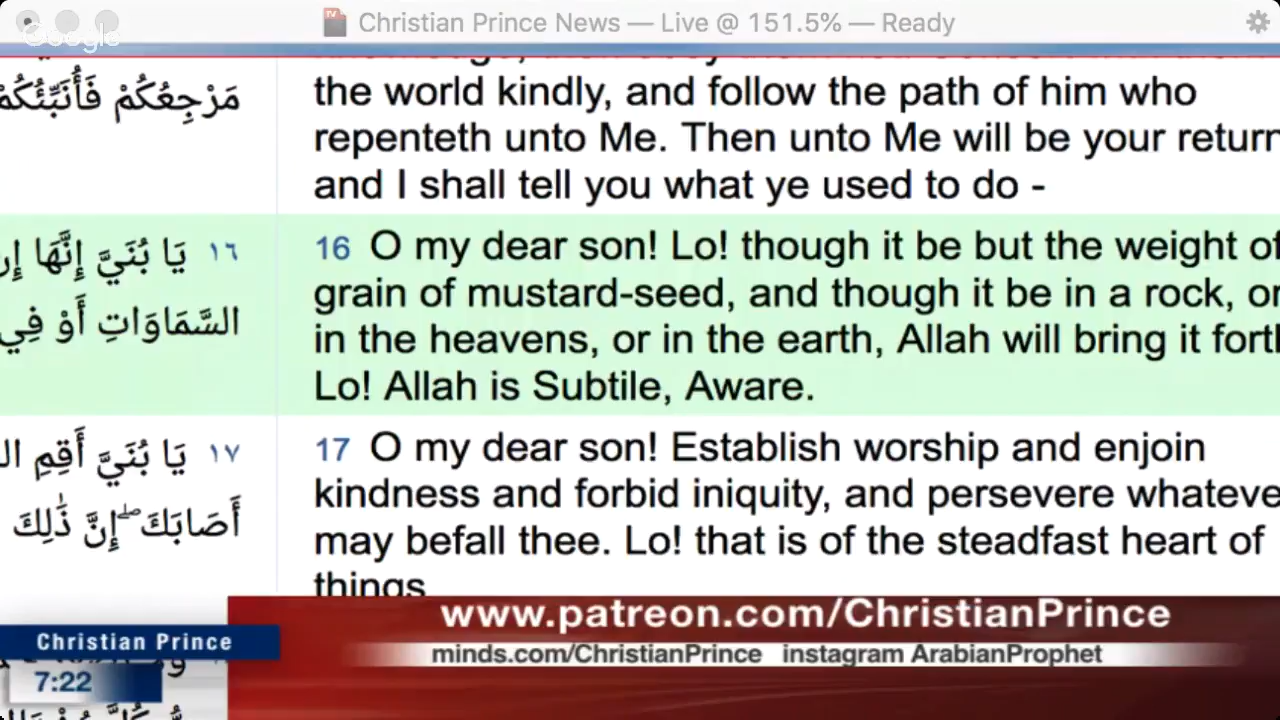 Christian Prince News — Live @ 151.5% — Ready
Google
the world kindly, and follow the path of him who
repenteth unto Me. Then unto Me will be your return
and I shall tell you what ye used to do -
مَرْجِعُكُمْ فَأُنَبِّئُكُمْ
16 O my dear son! Lo! though it be but the weight of
grain of mustard-seed, and though it be in a rock, or
in the heavens, or in the earth, Allah will bring it forth
Lo! Allah is Subtile, Aware.
١٦ يَا بُنَيَّ إِنَّهَا إِن
السَّمَاوَاتِ أَوْ فِي
17 O my dear son! Establish worship and enjoin
kindness and forbid iniquity, and persevere whateve
may befall thee. Lo! that is of the steadfast heart of
things
١٧ يَا بُنَيَّ أَقِمِ ال
أَصَابَكَ ۖ إِنَّ ذَٰلِكَ
www.patreon.com/ChristianPrince
Christian Prince
minds.com/ChristianPrince instagram ArabianProphet
7:22